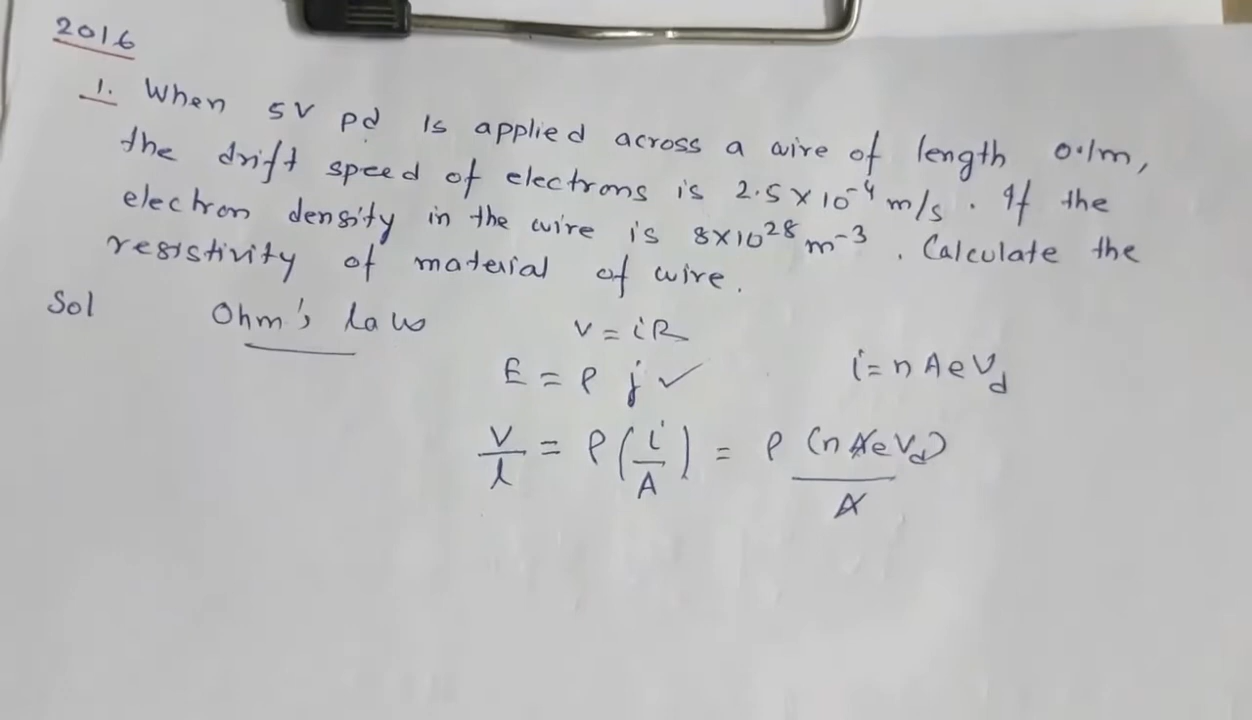 2016
1. When 5V pd is applied across a wire of length 0.1m,
the drift speed of electrons is 2.5×10⁻⁴ m/s. If the
electron density in the wire is 8×10²⁸ m⁻³. Calculate the
resistivity of material of wire.
Sol Ohm's law V = iR
E = ρ j ✓ i = n A e V_d
V/l = ρ(i/A) = ρ (n A e V_d)/A